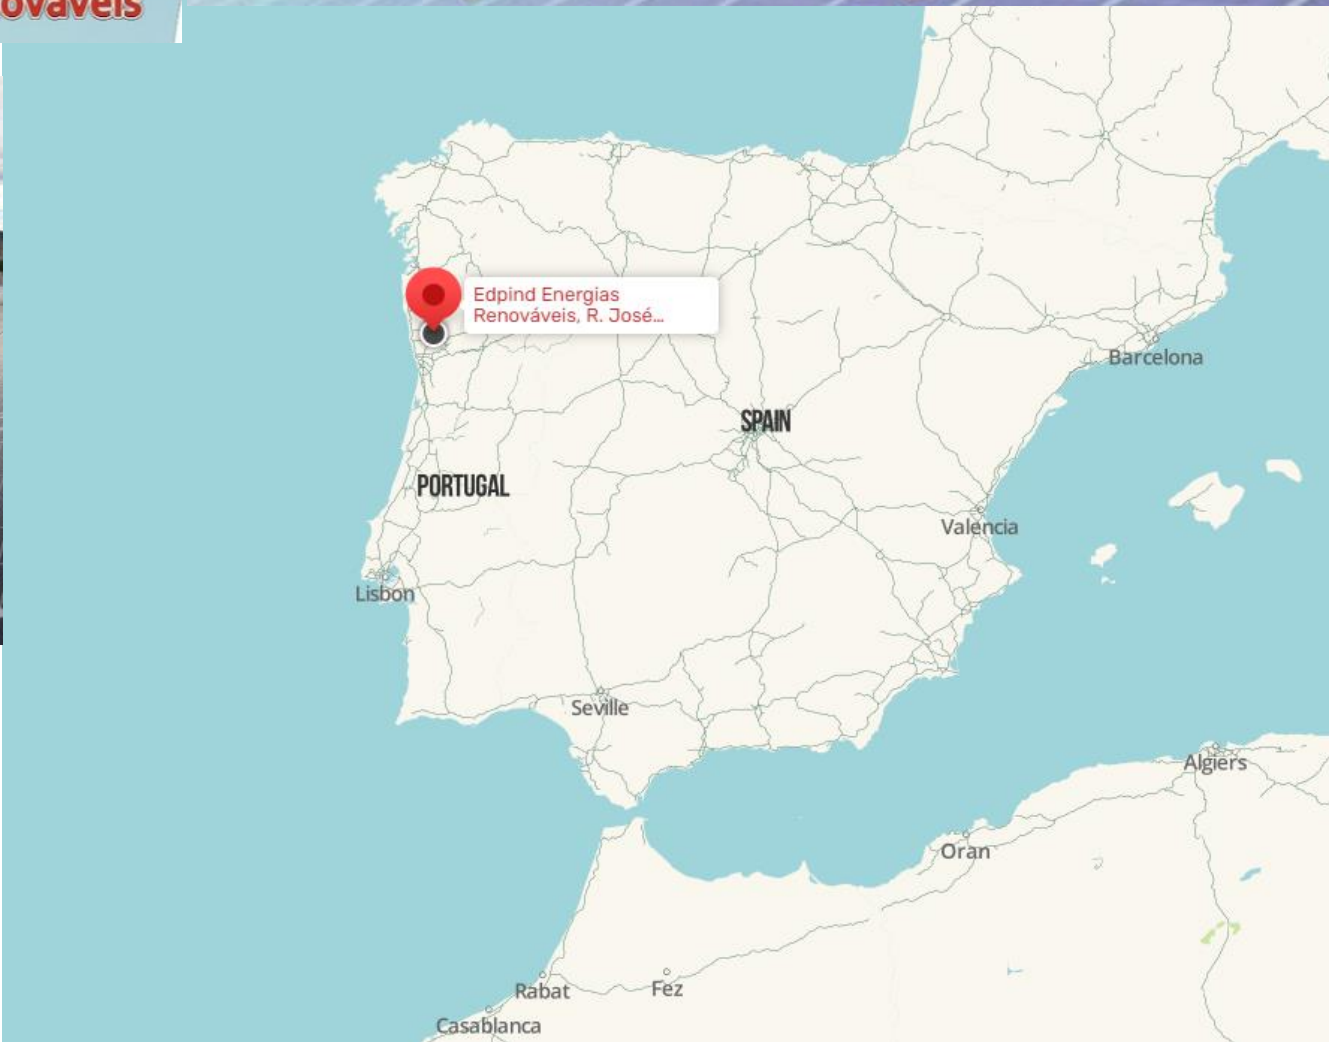 ováveis
Edpind Energias
Renováveis, R. José...
Barcelona
SPAIN
PORTUGAL
Valencia
Lisbon
Seville
Algiers
Oran
Rabat
Fez
Casablanca